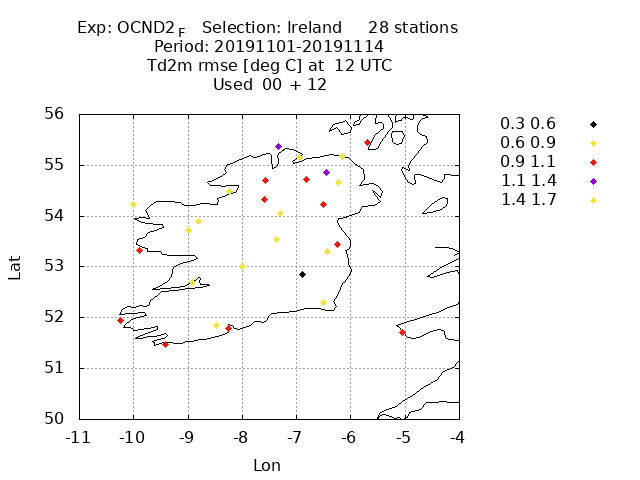 Exp: OCND2 F Selection: Ireland 28 stations
Period: 20191101-20191114
Td2m rmse [deg C] at 12 UTC
Used 00 + 12
0.3 0.6
0.6 0.9
0.9 1.1
1.1 1.4
1.4 1.7
56
55
54
53
52
51
50
Lat
-11 -10 -9 -8 -7 -6 -5 -4
Lon